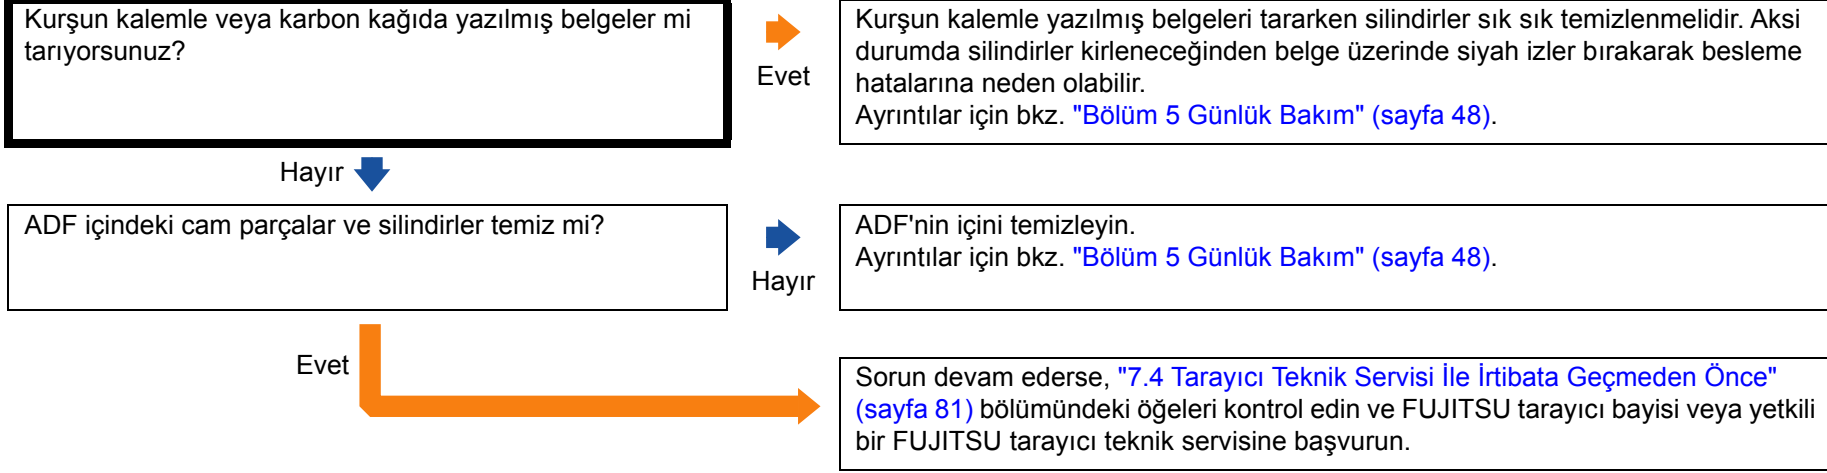 Kurşun kalemle veya karbon kağıda yazılmış belgeler mi
tarıyorsunuz?
Evet
Kurşun kalemle yazılmış belgeleri tararken silindirler sık sık temizlenmelidir. Aksi
durumda silindirler kirleneceğinden belge üzerinde siyah izler bırakarak besleme
hatalarına neden olabilir.
Ayrıntılar için bkz. "Bölüm 5 Günlük Bakım" (sayfa 48).
Hayır
ADF içindeki cam parçalar ve silindirler temiz mi?
Hayır
ADF'nin içini temizleyin.
Ayrıntılar için bkz. "Bölüm 5 Günlük Bakım" (sayfa 48).
Evet
Sorun devam ederse, "7.4 Tarayıcı Teknik Servisi İle İrtibata Geçmeden Önce"
(sayfa 81) bölümündeki öğeleri kontrol edin ve FUJITSU tarayıcı bayisi veya yetkili
bir FUJITSU tarayıcı teknik servisine başvurun.